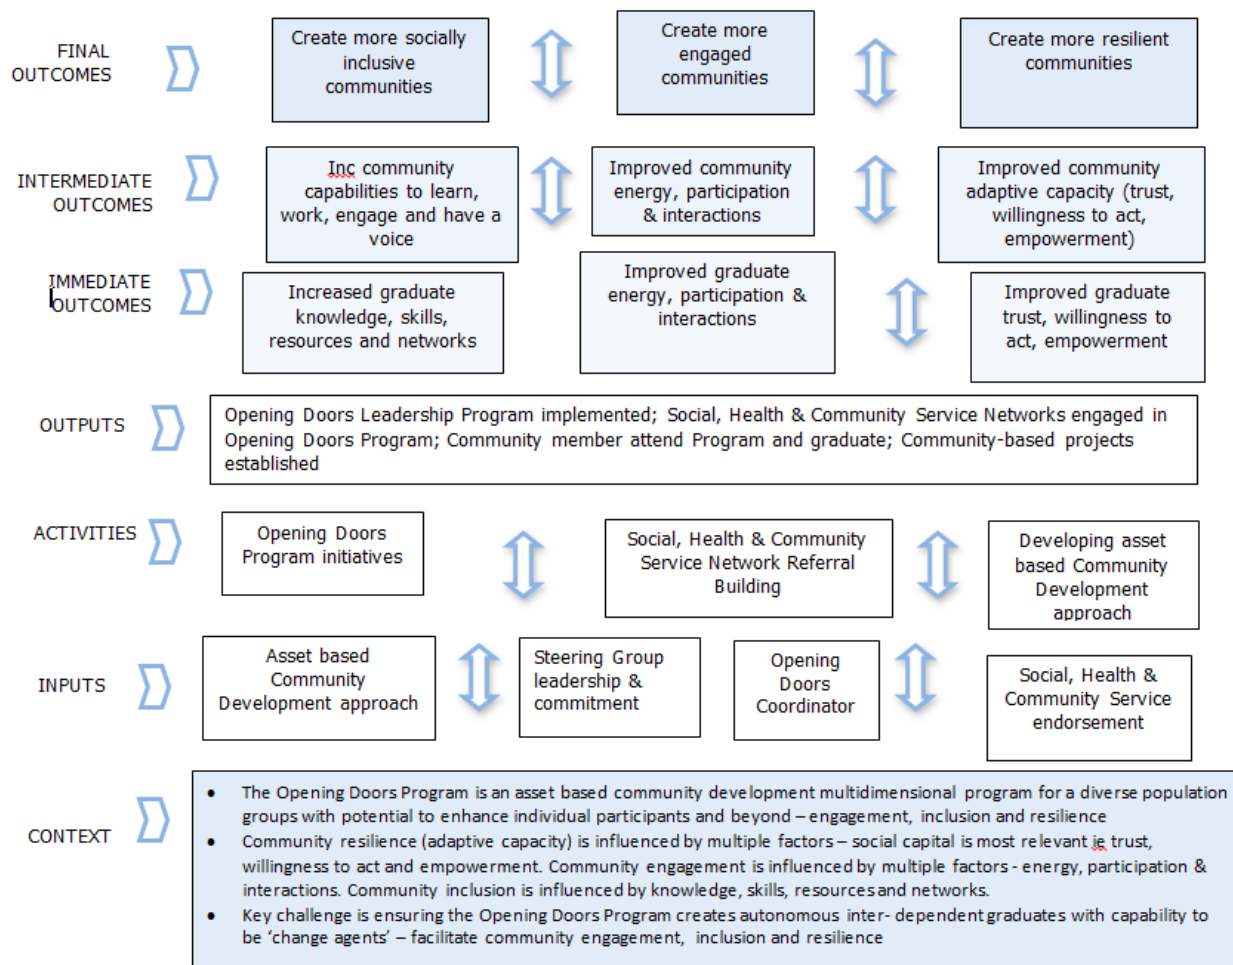 FINAL
OUTCOMES
Create more socially
inclusive
communities
Create more
engaged
communities
Create more resilient
communities
INTERMEDIATE
OUTCOMES
Inc community
capabilities to learn,
work, engage and have a
voice
Improved community
energy, participation
& interactions
Improved community
adaptive capacity (trust,
willingness to act,
empowerment)
IMMEDIATE
OUTCOMES
Increased graduate
knowledge, skills,
resources and networks
Improved graduate
energy, participation &
interactions
Improved graduate
trust, willingness to
act, empowerment
OUTPUTS
Opening Doors Leadership Program implemented; Social, Health & Community Service Networks engaged in
Opening Doors Program; Community member attend Program and graduate; Community-based projects
established
ACTIVITIES
Opening Doors
Program initiatives
Social, Health & Community
Service Network Referral
Building
Developing asset
based Community
Development
approach
INPUTS
Asset based
Community
Development approach
Steering Group
leadership &
commitment
Opening
Doors
Coordinator
Social, Health &
Community Service
endorsement
CONTEXT
• The Opening Doors Program is an asset based community development multidimensional program for a diverse population
groups with potential to enhance individual participants and beyond – engagement, inclusion and resilience
• Community resilience (adaptive capacity) is influenced by multiple factors – social capital is most relevant ie trust,
willingness to act and empowerment. Community engagement is influenced by multiple factors - energy, participation &
interactions. Community inclusion is influenced by knowledge, skills, resources and networks.
• Key challenge is ensuring the Opening Doors Program creates autonomous inter- dependent graduates with capability to
be ‘change agents’ – facilitate community engagement, inclusion and resilience